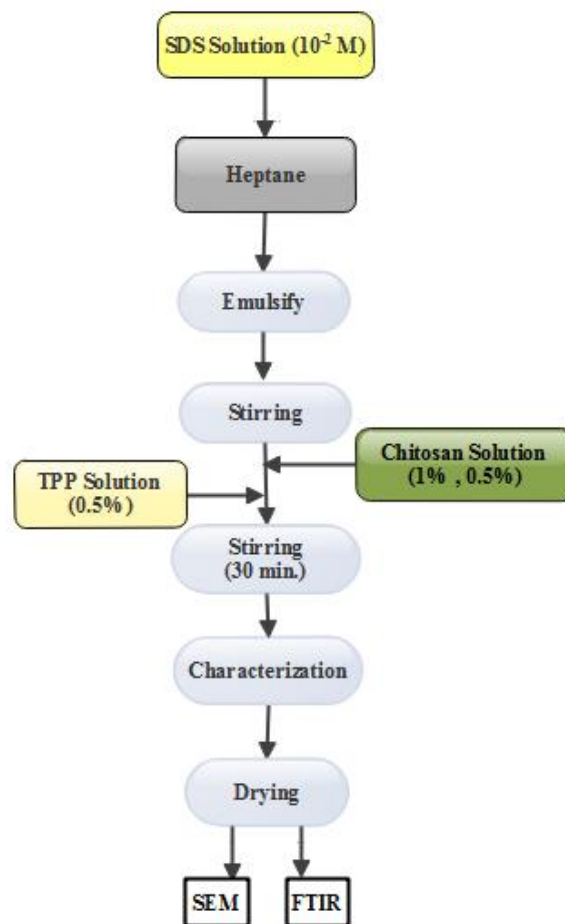 SDS Solution (10⁻² M)
Heptane
Emulsify
Stirring
Chitosan Solution
(1% , 0.5%)
TPP Solution
(0.5%)
Stirring
(30 min.)
Characterization
Drying
SEM
FTIR